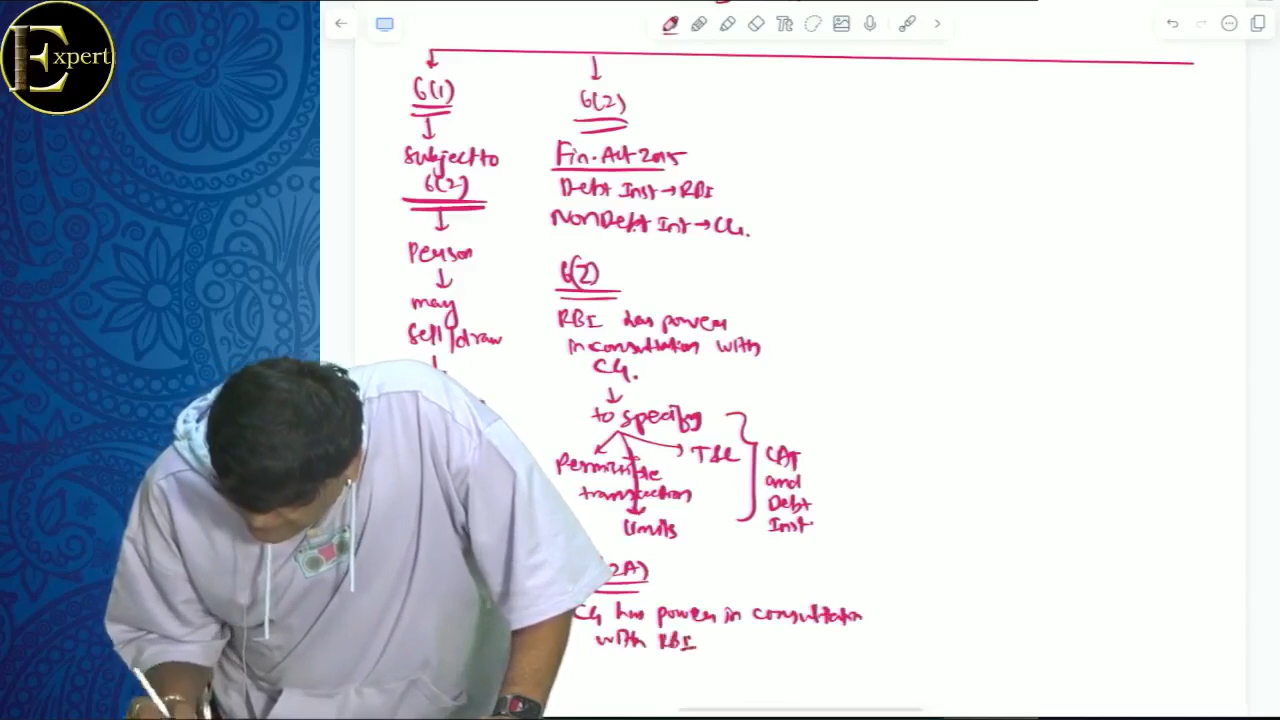 Expert
6(1)
Subject to
6(2)
Person
may
Sell/draw
6(2)
Fin. Act 2015
Debt Inst → RBI
Non Debt Int → CG.
6(2)
RBI has power
in consultation with
CG.
to specify
Permissible
transaction
limits
T&C
CAT
and
Debt
Inst
2A)
CG has power in consultation
with RBI